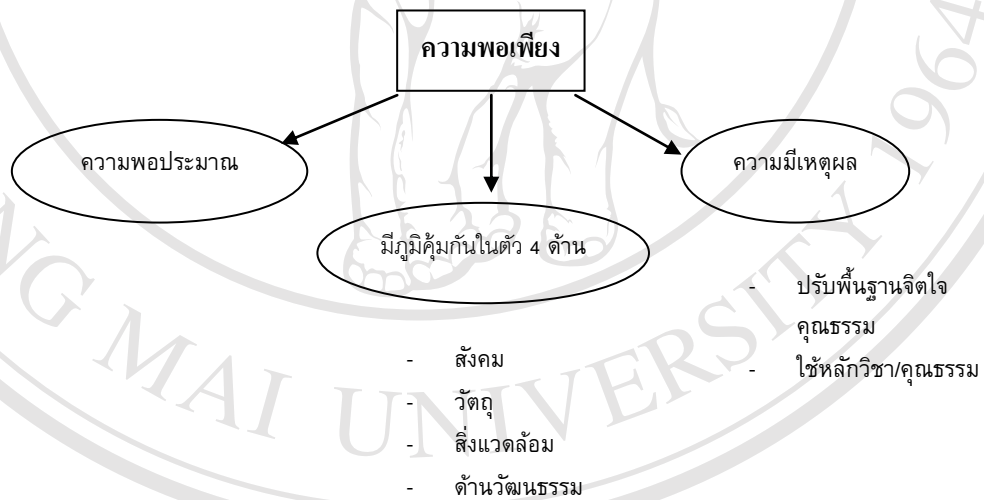 ความพอเพียง
ความพอประมาณ
ความมีเหตุผล
มีภูมิคุ้มกันในตัว 4 ด้าน
- ปรับพื้นฐานจิตใจ
คุณธรรม
- ใช้หลักวิชา/คุณธรรม
- สังคม
- วัตถุ
- สิ่งแวดล้อม
- ด้านวัฒนธรรม
NG MAI UNIVERSITY 1964